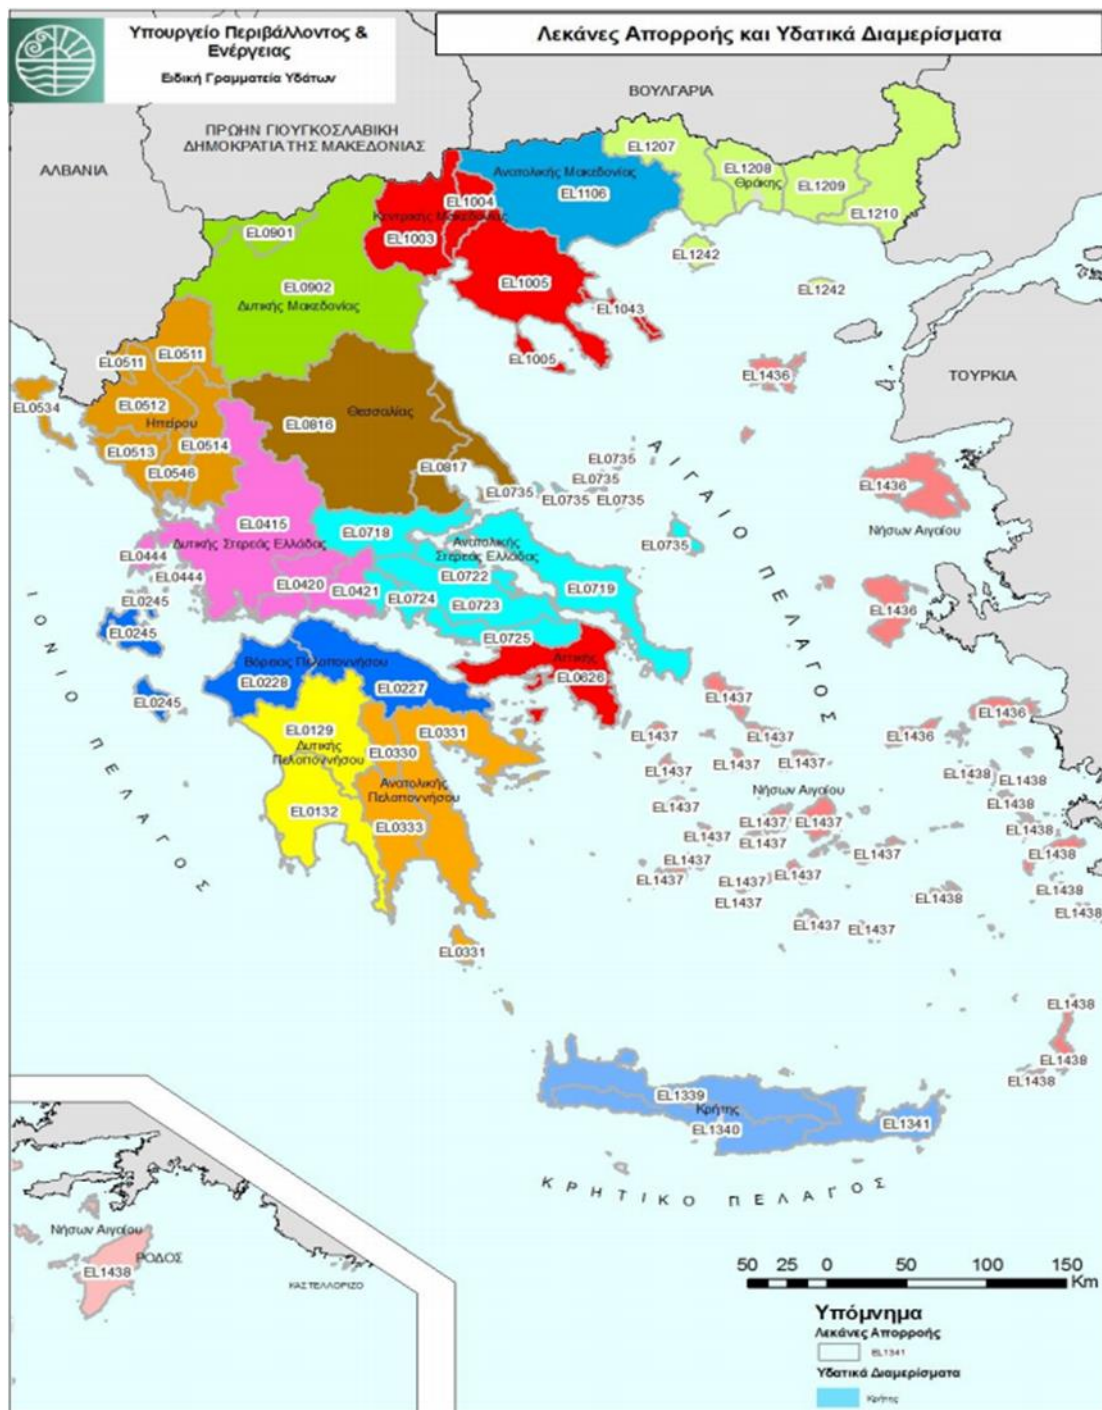 Υπουργείο Περιβάλλοντος &
Ενέργειας
Ειδική Γραμματεία Υδάτων
Λεκάνες Απορροής και Υδατικά Διαμερίσματα
ΒΟΥΛΓΑΡΙΑ
ΠΡΩΗΝ ΓΙΟΥΓΚΟΣΛΑΒΙΚΗ
ΔΗΜΟΚΡΑΤΙΑ ΤΗΣ ΜΑΚΕΔΟΝΙΑΣ
ΑΛΒΑΝΙΑ
EL1207
Ανατολικής Μακεδονίας
EL1106
EL1208
Θράκης
EL1209
EL1210
EL1004
Κεντρικής Μακεδονίας
EL1003
EL0901
EL1242
EL1242
EL0902
Δυτικής Μακεδονίας
EL1005
EL1043
EL1005
EL0511
EL0511
EL1436
ΤΟΥΡΚΙΑ
EL0534
EL0512
Ηπείρου
Θεσσαλίας
EL0816
EL0514
EL0513
EL0546
EL0817
EL0735
EL0735
EL0735
EL0735
EL0735
EL1436
Νήσων Αιγαίου
ΑΙΓΑΙΟ ΠΕΛΑΓΟΣ
EL0415
Δυτικής Στερεάς Ελλάδας
EL0718
Ανατολικής
Στερεάς Ελλάδας
EL0735
EL0444
EL0444
EL0722
EL0420
EL0421
EL0719
EL0724
EL0723
EL0245
EL0245
EL1436
EL0725
ΙΟΝΙΟ ΠΕΛΑΓΟΣ
Βόρειας Πελοποννήσου
EL0228
EL0227
Αττικής
EL0626
EL0245
EL1437
EL1436
EL0129
Δυτικής
Πελοποννήσου
EL0330
EL0331
EL1437
EL1437
EL1436
EL1437
EL1437
EL1437
EL1438
EL1438
Ανατολικής
Πελοποννήσου
Νήσων Αιγαίου
EL1437
EL1438
EL0132
EL0333
EL1437
EL1437
EL1438
EL1437
EL1437
EL1437
EL1438
EL1437
EL1437
EL1437
EL1437
EL1438
EL1437
EL1438
EL1438
EL1437
EL1437
EL0331
EL1438
EL1438
EL1438
EL1339
Κρήτης
EL1340
EL1341
ΚΡΗΤΙΚΟ ΠΕΛΑΓΟΣ
Νήσων Αιγαίου
ΡΟΔΟΣ
EL1438
ΚΑΣΤΕΛΛΟΡΙΖΟ
50 25 0 50 100 150
Km
Υπόμνημα
Λεκάνες Απορροής
EL1341
Υδατικά Διαμερίσματα
Κρήτης